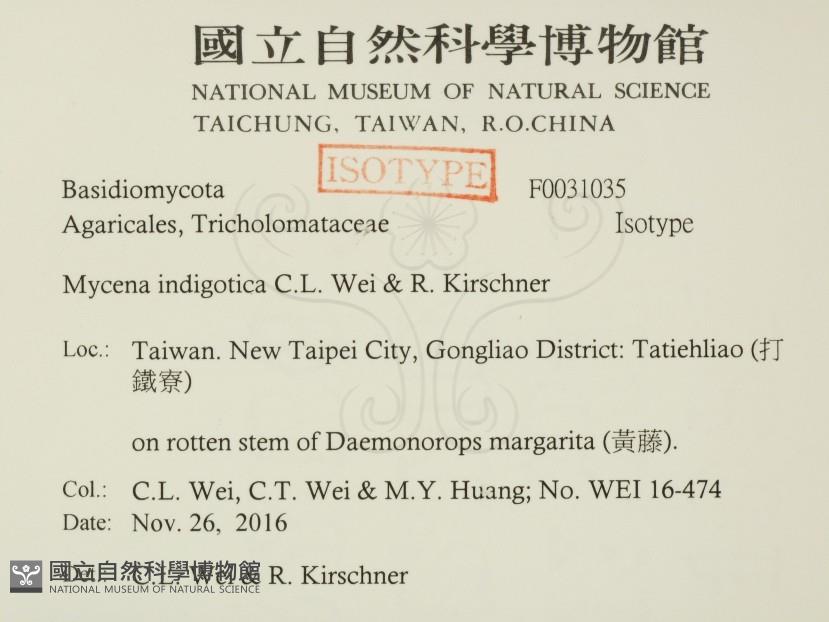 國立自然科學博物館
NATIONAL MUSEUM OF NATURAL SCIENCE
TAICHUNG, TAIWAN, R.O.CHINA
ISOTYPE
Basidiomycota F0031035
Agaricales, Tricholomataceae Isotype
Mycena indigotica C.L. Wei & R. Kirschner
Loc.: Taiwan. New Taipei City, Gongliao District: Tatiehliao (打
鐵寮)
on rotten stem of Daemonorops margarita (黃藤).
Col.: C.L. Wei, C.T. Wei & M.Y. Huang; No. WEI 16-474
Date: Nov. 26, 2016
Det.: C.L. Wei & R. Kirschner
國立自然科學博物館
NATIONAL MUSEUM OF NATURAL SCIENCE